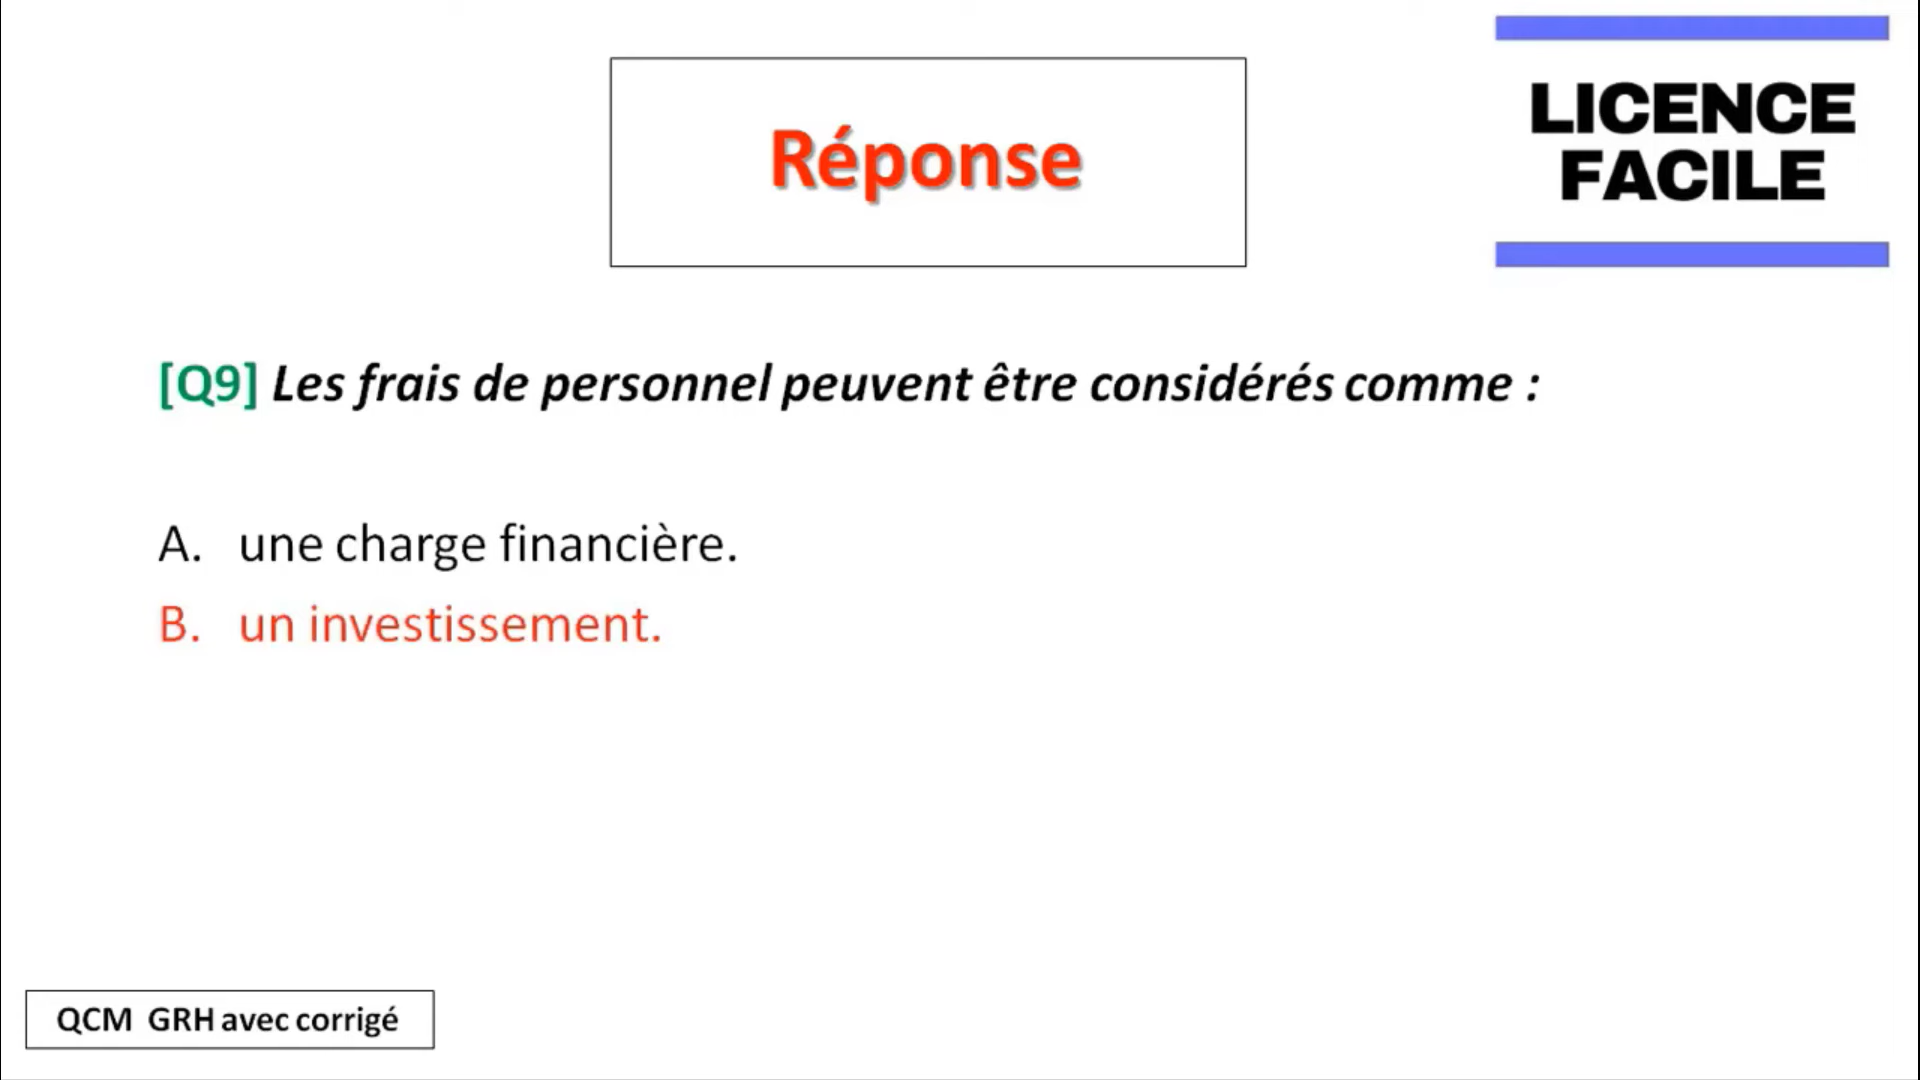 Réponse
LICENCE
FACILE
[Q9] Les frais de personnel peuvent être considérés comme :
A. une charge financière.
B. un investissement.
QCM GRH avec corrigé